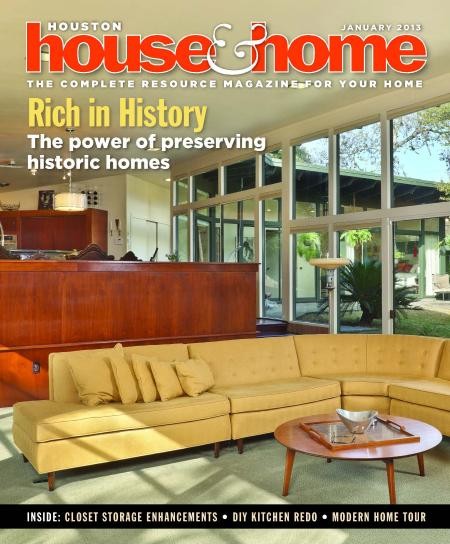 HOUSTON
JANUARY 2013
house&home
THE COMPLETE RESOURCE MAGAZINE FOR YOUR HOME
Rich in History
The power of preserving
historic homes
INSIDE: CLOSET STORAGE ENHANCEMENTS • DIY KITCHEN REDO • MODERN HOME TOUR